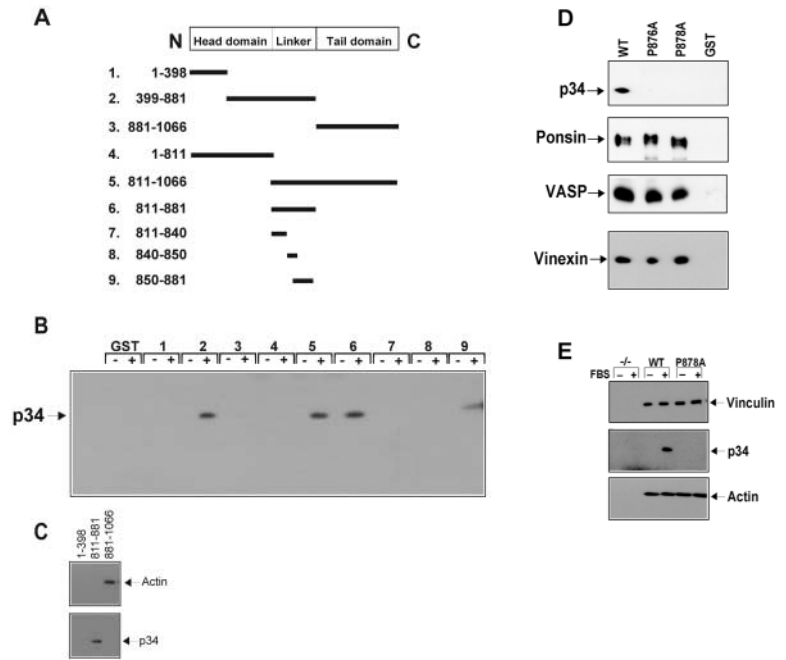 A
N Head domain Linker Tail domain C
1. 1-398
2. 399-881
3. 881-1066
4. 1-811
5. 811-1066
6. 811-881
7. 811-840
8. 840-850
9. 850-881
B
GST 1 2 3 4 5 6 7 8 9
- + - + - + - + - + - + - + - + - + - +
p34
C
1-398
811-881
881-1066
Actin
p34
D
WT P876A P878A GST
p34
Ponsin
VASP
Vinexin
E
-/- WT P878A
FBS – + – + – +
Vinculin
p34
Actin